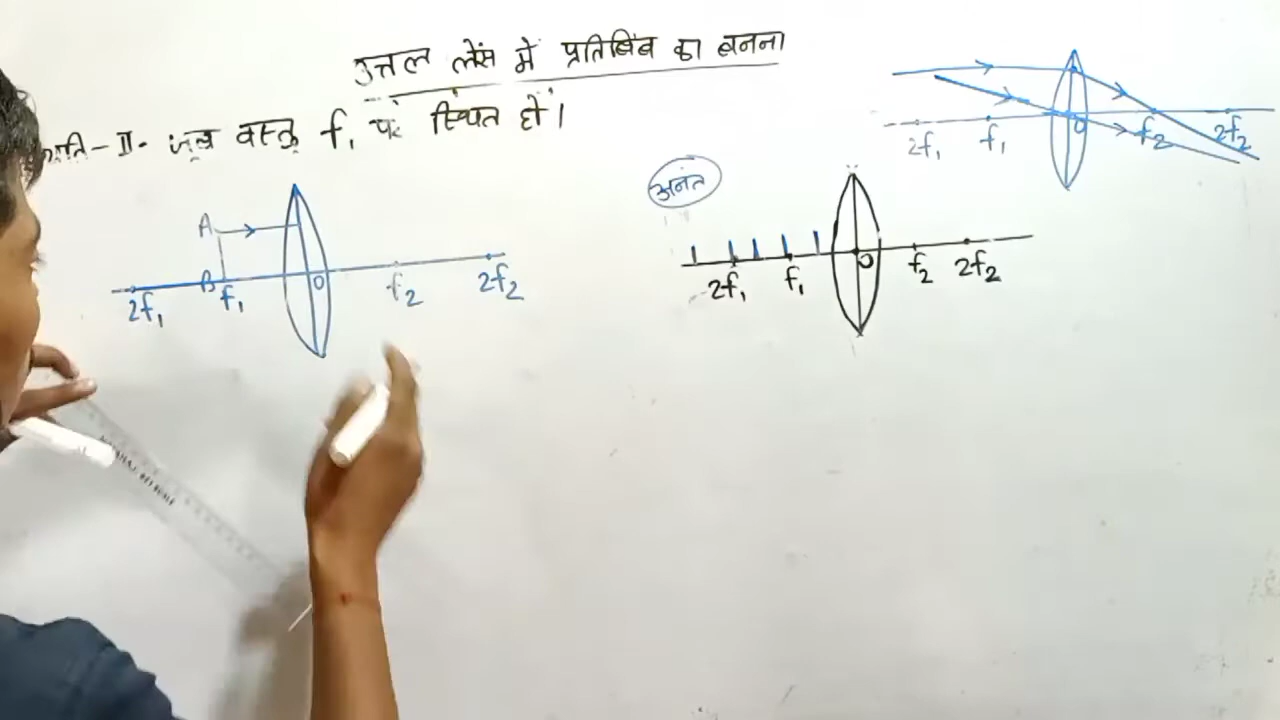 उत्तल लेंस में प्रतिबिंब का बनना
II. जब वस्तु f₁ पर स्थित हों।
2f₁ f₁ O f₂ 2f₂
अनंत
A
B
2f₁ f₁ O f₂ 2f₂
2f₁ f₁ O f₂ 2f₂